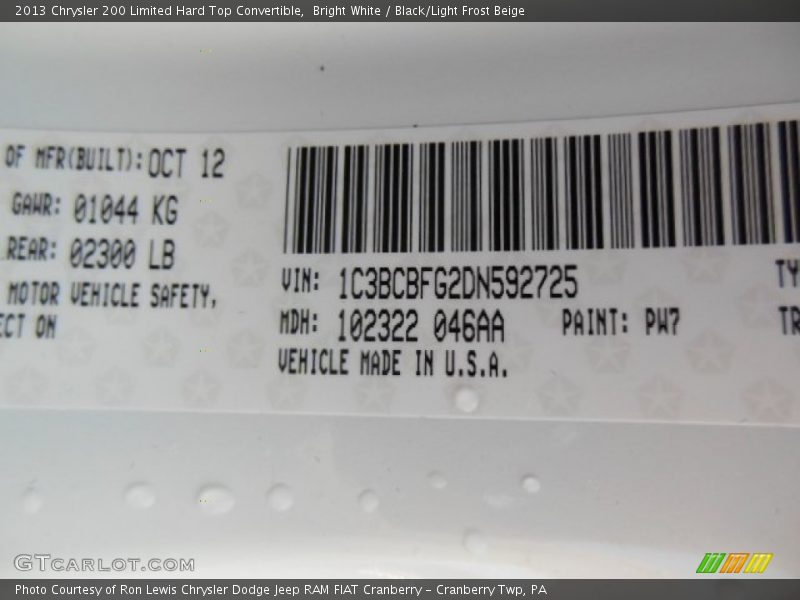 2013 Chrysler 200 Limited Hard Top Convertible, Bright White / Black/Light Frost Beige
OF MFR(BUILT): OCT 12
GAWR: 01044 KG
REAR: 02300 LB
MOTOR VEHICLE SAFETY,
ECT ON
VIN: 1C3BCBFG2DN592725
TY
MDH: 102322 046AA
PAINT: PW7
TR
VEHICLE MADE IN U.S.A.
GTCARLOT.COM
Photo Courtesy of Ron Lewis Chrysler Dodge Jeep RAM FIAT Cranberry - Cranberry Twp, PA